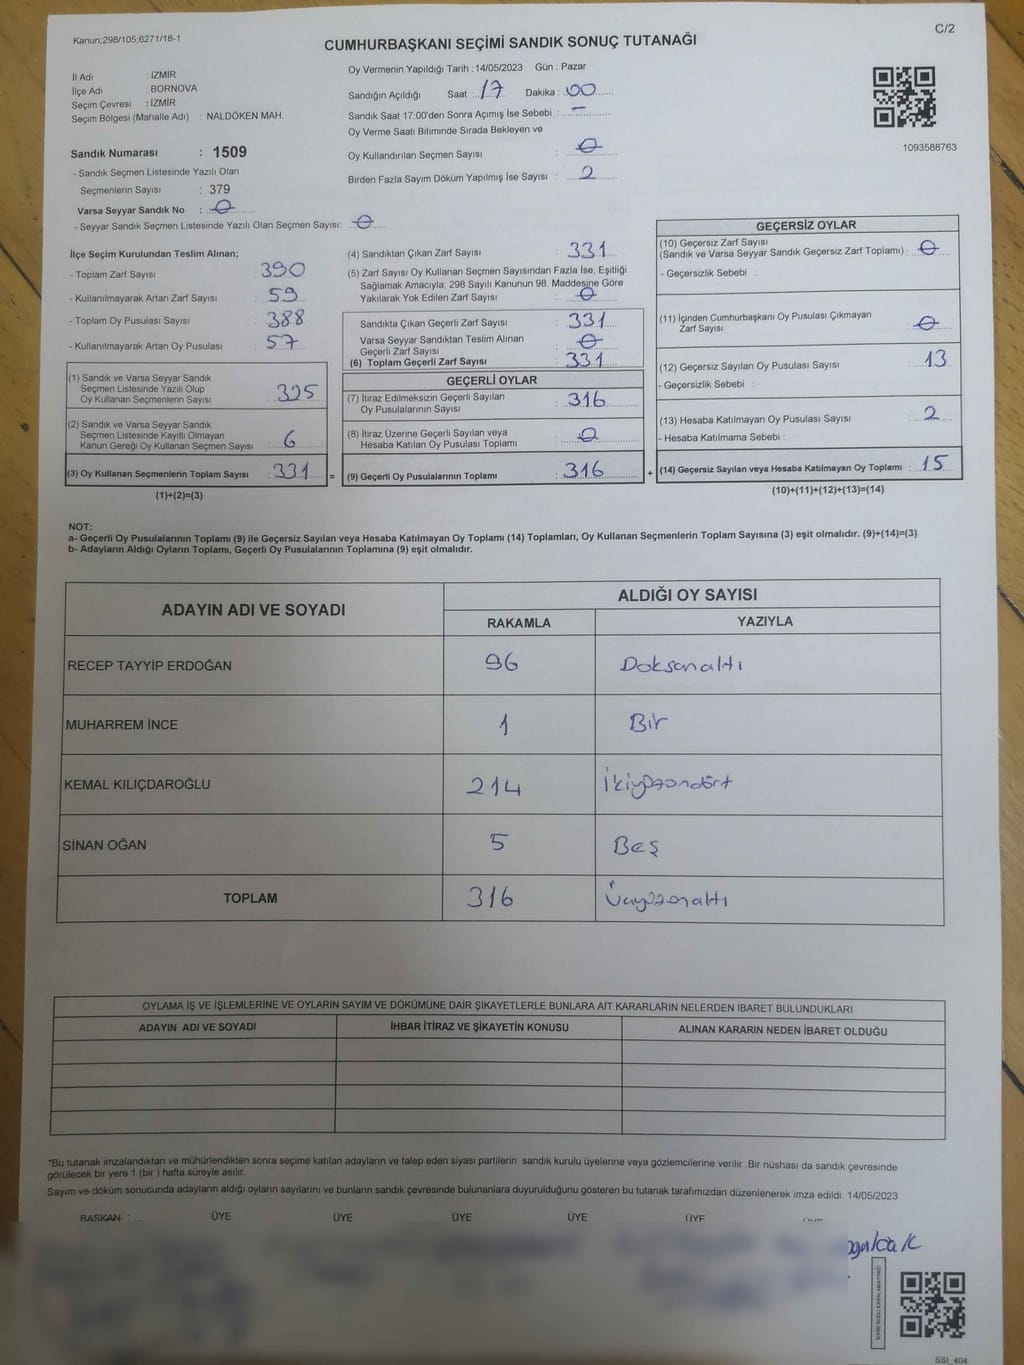 Kanun;298/105;6271/18-1
C/2
CUMHURBAŞKANI SEÇİMİ SANDIK SONUÇ TUTANAĞI
İl Adı : İZMİR
İlçe Adı : BORNOVA
Seçim Çevresi : İZMİR
Seçim Bölgesi (Mahalle Adı) : NALDÖKEN MAH.
Sandık Numarası : 1509
- Sandık Seçmen Listesinde Yazılı Olan
Seçmenlerin Sayısı : 379
Varsa Seyyar Sandık No : 0
- Seyyar Sandık Seçmen Listesinde Yazılı Olan Seçmen Sayısı: 0
Oy Vermenin Yapıldığı Tarih : 14/05/2023 Gün : Pazar
Sandığın Açıldığı Saat : 17 Dakika : 00
Sandık Saat 17:00'den Sonra Açımış İse Sebebi : —
Oy Verme Saati Bitiminde Sırada Bekleyen ve
Oy Kullandırılan Seçmen Sayısı : 0
Birden Fazla Sayım Döküm Yapılmış İse Sayısı : 2
1093588763
İlçe Seçim Kurulundan Teslim Alınan;
- Toplam Zarf Sayısı 390
- Kullanılmayarak Artan Zarf Sayısı : 59
- Toplam Oy Pusulası Sayısı : 388
- Kullanılmayarak Artan Oy Pusulası : 57
(1) Sandık ve Varsa Seyyar Sandık
Seçmen Listesinde Yazılı Olup
Oy Kullanan Seçmenlerin Sayısı : 325
(2) Sandık ve Varsa Seyyar Sandık
Seçmen Listesinde Kayıtlı Olmayan
Kanun Gereği Oy Kullanan Seçmen Sayısı : 6
(3) Oy Kullanan Seçmenlerin Toplam Sayısı : 331 =
(1)+(2)=(3)
(4) Sandıktan Çıkan Zarf Sayısı : 331
(5) Zarf Sayısı Oy Kullanan Seçmen Sayısından Fazla İse, Eşitliği
Sağlamak Amacıyla; 298 Sayılı Kanunun 98. Maddesine Göre
Yakılarak Yok Edilen Zarf Sayısı : 0
Sandıkta Çıkan Geçerli Zarf Sayısı : 331
Varsa Seyyar Sandıktan Teslim Alınan
Geçerli Zarf Sayısı : 0
(6) Toplam Geçerli Zarf Sayısı : 331
GEÇERLİ OYLAR
(7) İtiraz Edilmeksizin Geçerli Sayılan
Oy Pusulalarının Sayısı : 316
(8) İtiraz Üzerine Geçerli Sayılan veya
Hesaba Katılan Oy Pusulası Toplamı : 0
(9) Geçerli Oy Pusulalarının Toplamı : 316 +
GEÇERSİZ OYLAR
(10) Geçersiz Zarf Sayısı
(Sandık ve Varsa Seyyar Sandık Geçersiz Zarf Toplamı) : 0
- Geçersizlik Sebebi :
(11) İçinden Cumhurbaşkanı Oy Pusulası Çıkmayan
Zarf Sayısı : 0
(12) Geçersiz Sayılan Oy Pusulası Sayısı : 13
- Geçersizlik Sebebi :
(13) Hesaba Katılmayan Oy Pusulası Sayısı : 2
- Hesaba Katılmama Sebebi :
(14) Geçersiz Sayılan veya Hesaba Katılmayan Oy Toplamı : 15
(10)+(11)+(12)+(13)=(14)
NOT:
a- Geçerli Oy Pusulalarının Toplamı (9) ile Geçersiz Sayılan veya Hesaba Katılmayan Oy Toplamı (14) Toplamları, Oy Kullanan Seçmenlerin Toplam Sayısına (3) eşit olmalıdır. (9)+(14)=(3)
b- Adayların Aldığı Oyların Toplamı, Geçerli Oy Pusulalarının Toplamına (9) eşit olmalıdır.
ADAYIN ADI VE SOYADI
ALDIĞI OY SAYISI
RAKAMLA YAZIYLA
RECEP TAYYİP ERDOĞAN 96 Doksanaltı
MUHARREM İNCE 1 Bir
KEMAL KILIÇDAROĞLU 214 İkiyüzondört
SİNAN OĞAN 5 Beş
TOPLAM 316 Üçyüzonaltı
OYLAMA İŞ VE İŞLEMLERİNE VE OYLARIN SAYIM VE DÖKÜMÜNE DAİR ŞİKAYETLERLE BUNLARA AİT KARARLARIN NELERDEN İBARET BULUNDUKLARI
ADAYIN ADI VE SOYADI İHBAR İTİRAZ VE ŞİKAYETİN KONUSU ALINAN KARARIN NEDEN İBARET OLDUĞU
*Bu tutanak imzalandıktan ve mühürlendikten sonra seçime katılan adayların ve talep eden siyasi partilerin sandık kurulu üyelerine veya gözlemcilerine verilir .Bir nüshası da sandık çevresinde
görülecek bir yere 1 (bir ) hafta süreyle asılır.
Sayım ve döküm sonucunda adayların aldığı oyların sayılarını ve bunların sandık çevresinde bulunanlara duyurulduğunu gösteren bu tutanak tarafımızdan düzenlenerek imza edildi. 14/05/2023
BAŞKAN : ÜYE ÜYE ÜYE ÜYE ÜYE
SSI_404